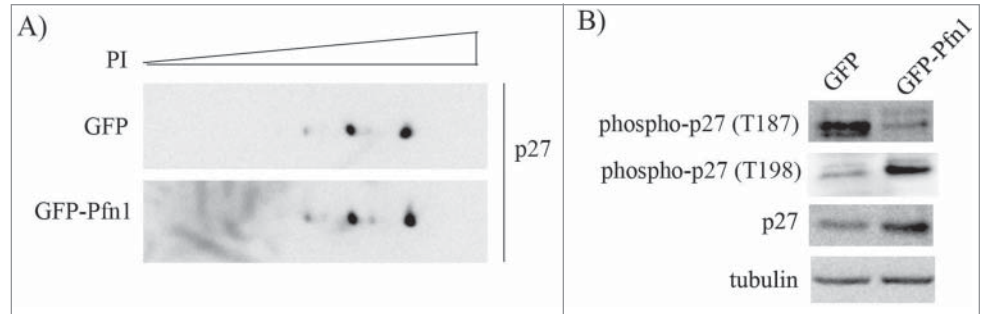 A)
PI
GFP
GFP-Pfn1
p27
B)
GFP
GFP-Pfn1
phospho-p27 (T187)
phospho-p27 (T198)
p27
tubulin